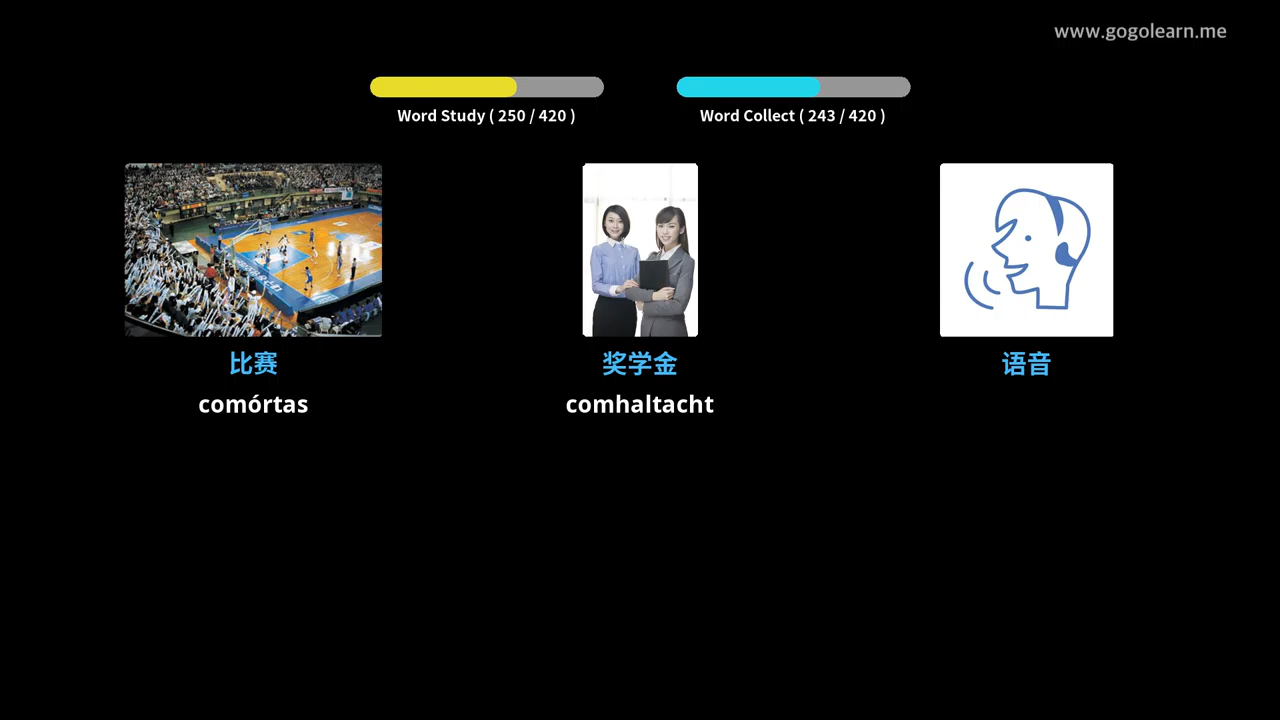 www.gogolearn.me
Word Study ( 250 / 420 )
Word Collect ( 243 / 420 )
比赛
奖学金
语音
comórtas
comhaltacht